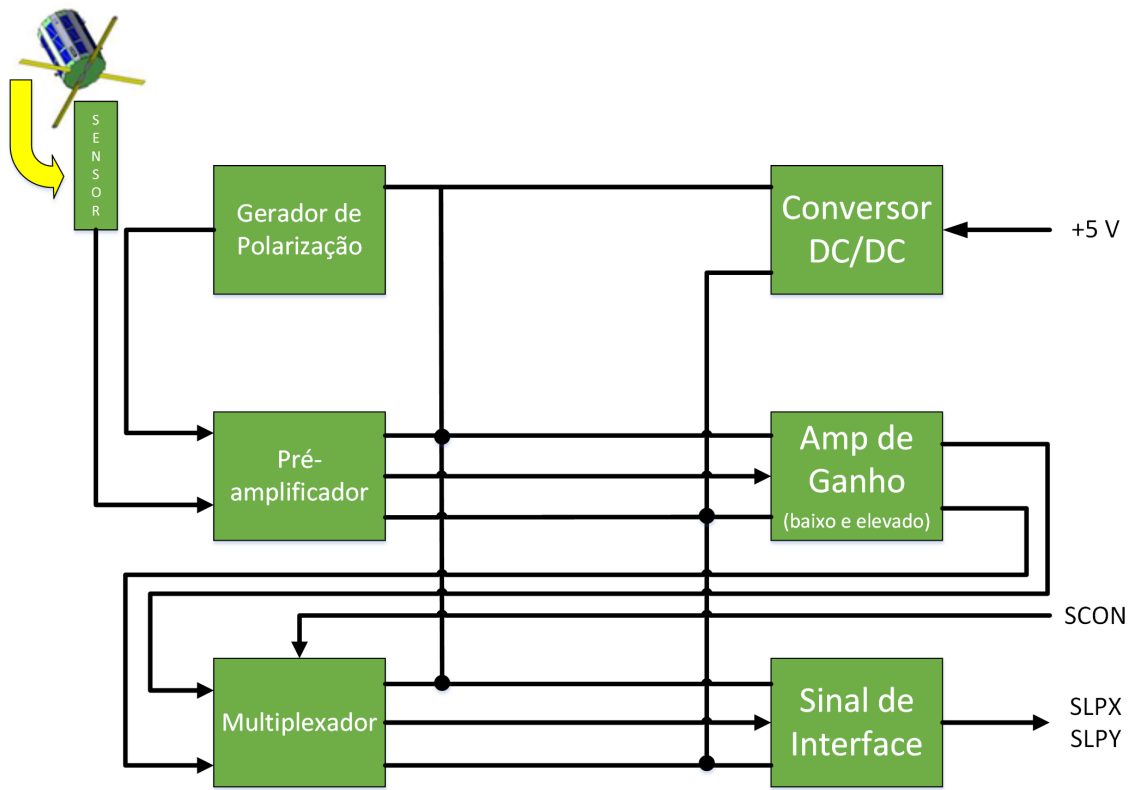 SENSOR
Gerador de
Polarização
Conversor
DC/DC
+5 V
Pré-
amplificador
Amp de
Ganho
(baixo e elevado)
SCON
Multiplexador
Sinal de
Interface
SLPX
SLPY